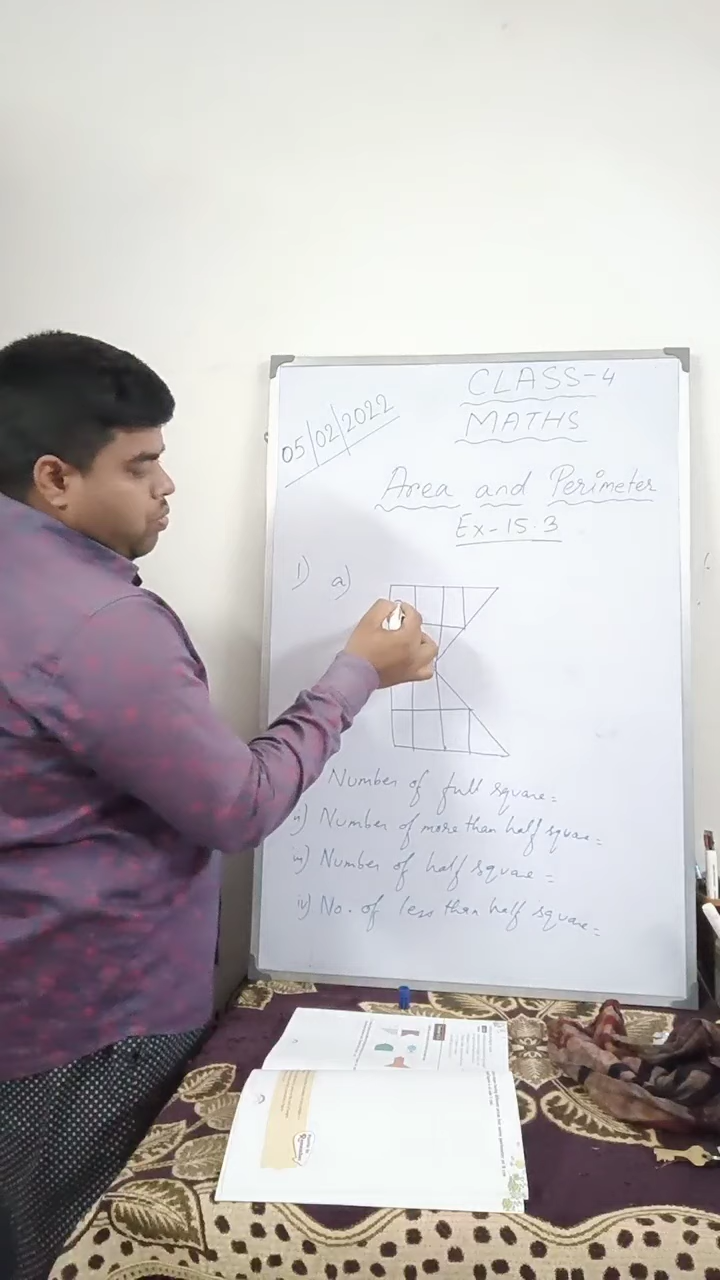 CLASS-4
05/02/2022
MATHS
Area and Perimeter
Ex-15.3
1) a)
Number of full square=
ii) Number of more than half square=
iii) Number of half square=
iv) No. of less than half square=